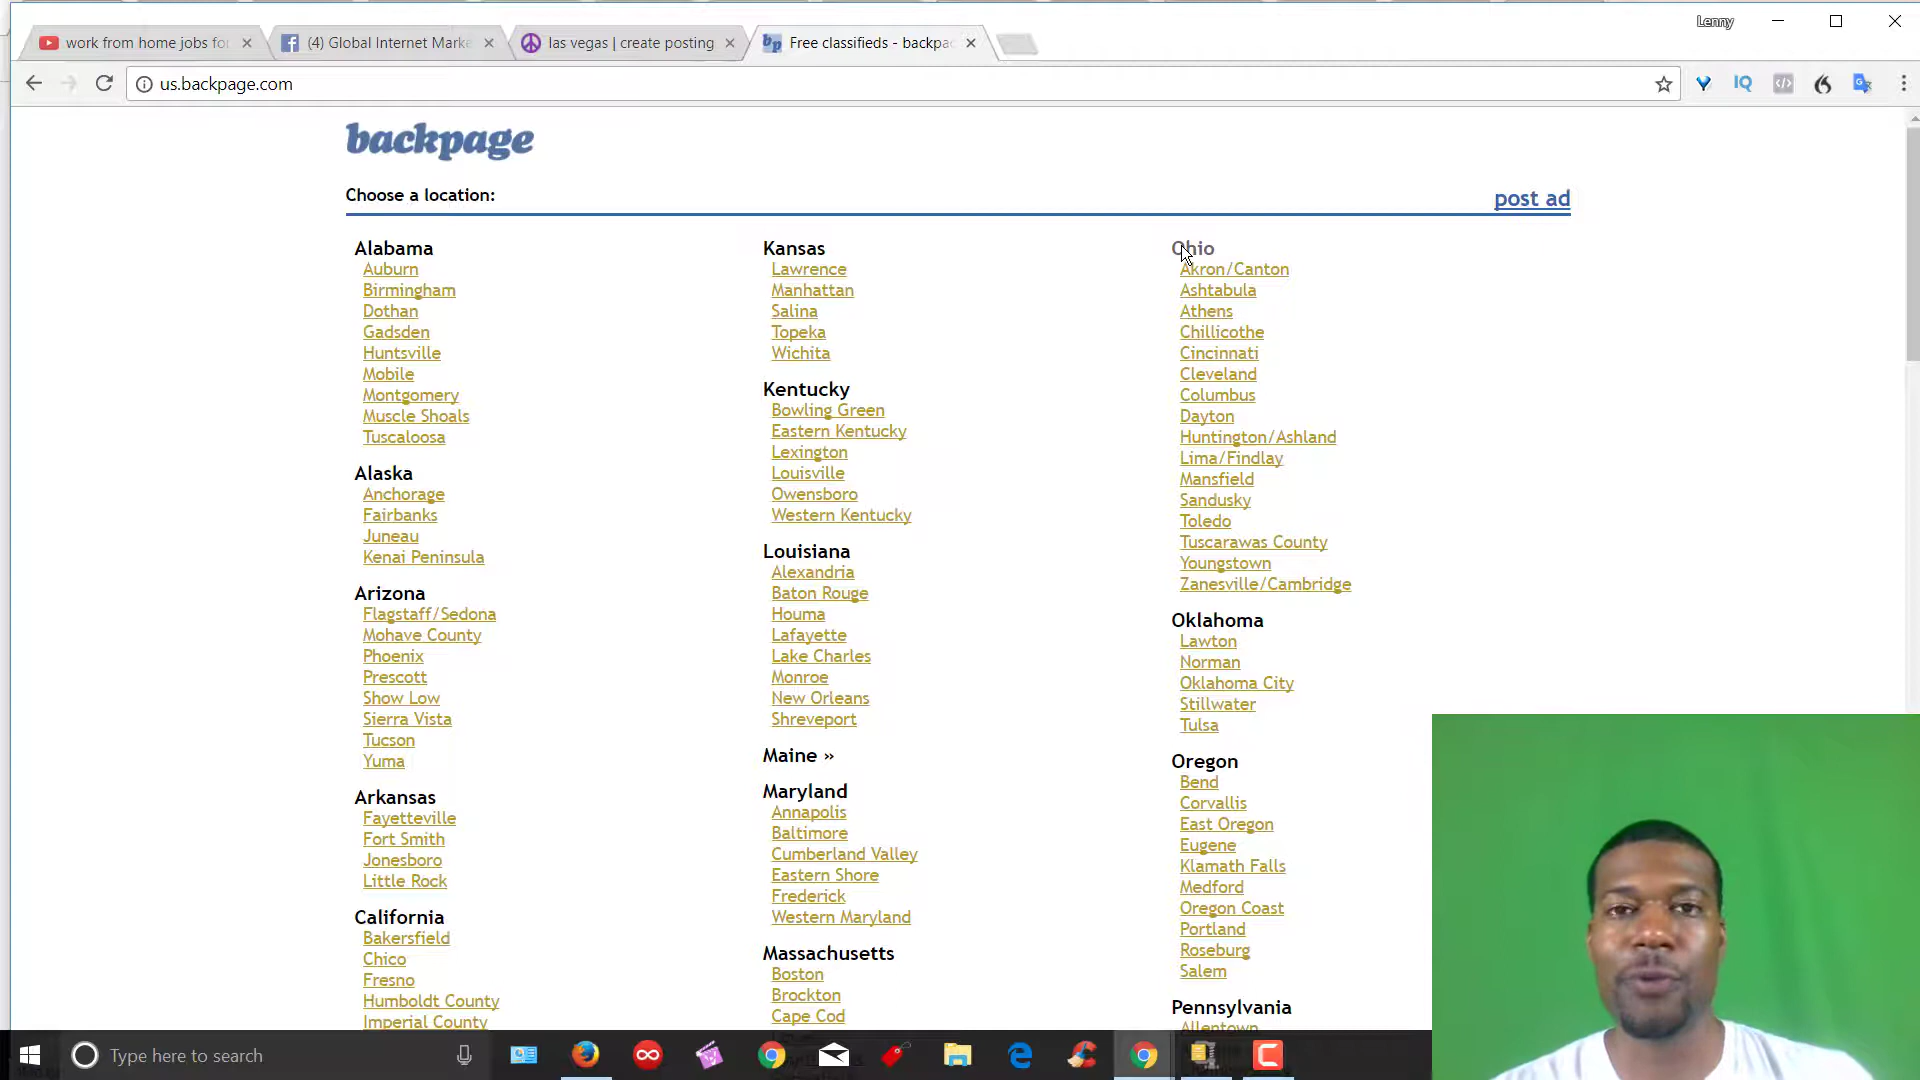 Lenny
work from home jobs for
(4) Global Internet Marke
las vegas | create posting
Free classifieds - backpa
us.backpage.com
IQ
backpage
Choose a location:
post ad
Alabama
Auburn
Birmingham
Dothan
Gadsden
Huntsville
Mobile
Montgomery
Muscle Shoals
Tuscaloosa
Alaska
Anchorage
Fairbanks
Juneau
Kenai Peninsula
Arizona
Flagstaff/Sedona
Mohave County
Phoenix
Prescott
Show Low
Sierra Vista
Tucson
Yuma
Arkansas
Fayetteville
Fort Smith
Jonesboro
Little Rock
California
Bakersfield
Chico
Fresno
Humboldt County
Imperial County
Kansas
Lawrence
Manhattan
Salina
Topeka
Wichita
Kentucky
Bowling Green
Eastern Kentucky
Lexington
Louisville
Owensboro
Western Kentucky
Louisiana
Alexandria
Baton Rouge
Houma
Lafayette
Lake Charles
Monroe
New Orleans
Shreveport
Maine »
Maryland
Annapolis
Baltimore
Cumberland Valley
Eastern Shore
Frederick
Western Maryland
Massachusetts
Boston
Brockton
Cape Cod
Ohio
Akron/Canton
Ashtabula
Athens
Chillicothe
Cincinnati
Cleveland
Columbus
Dayton
Huntington/Ashland
Lima/Findlay
Mansfield
Sandusky
Toledo
Tuscarawas County
Youngstown
Zanesville/Cambridge
Oklahoma
Lawton
Norman
Oklahoma City
Stillwater
Tulsa
Oregon
Bend
Corvallis
East Oregon
Eugene
Klamath Falls
Medford
Oregon Coast
Portland
Roseburg
Salem
Pennsylvania
Allentown
Type here to search